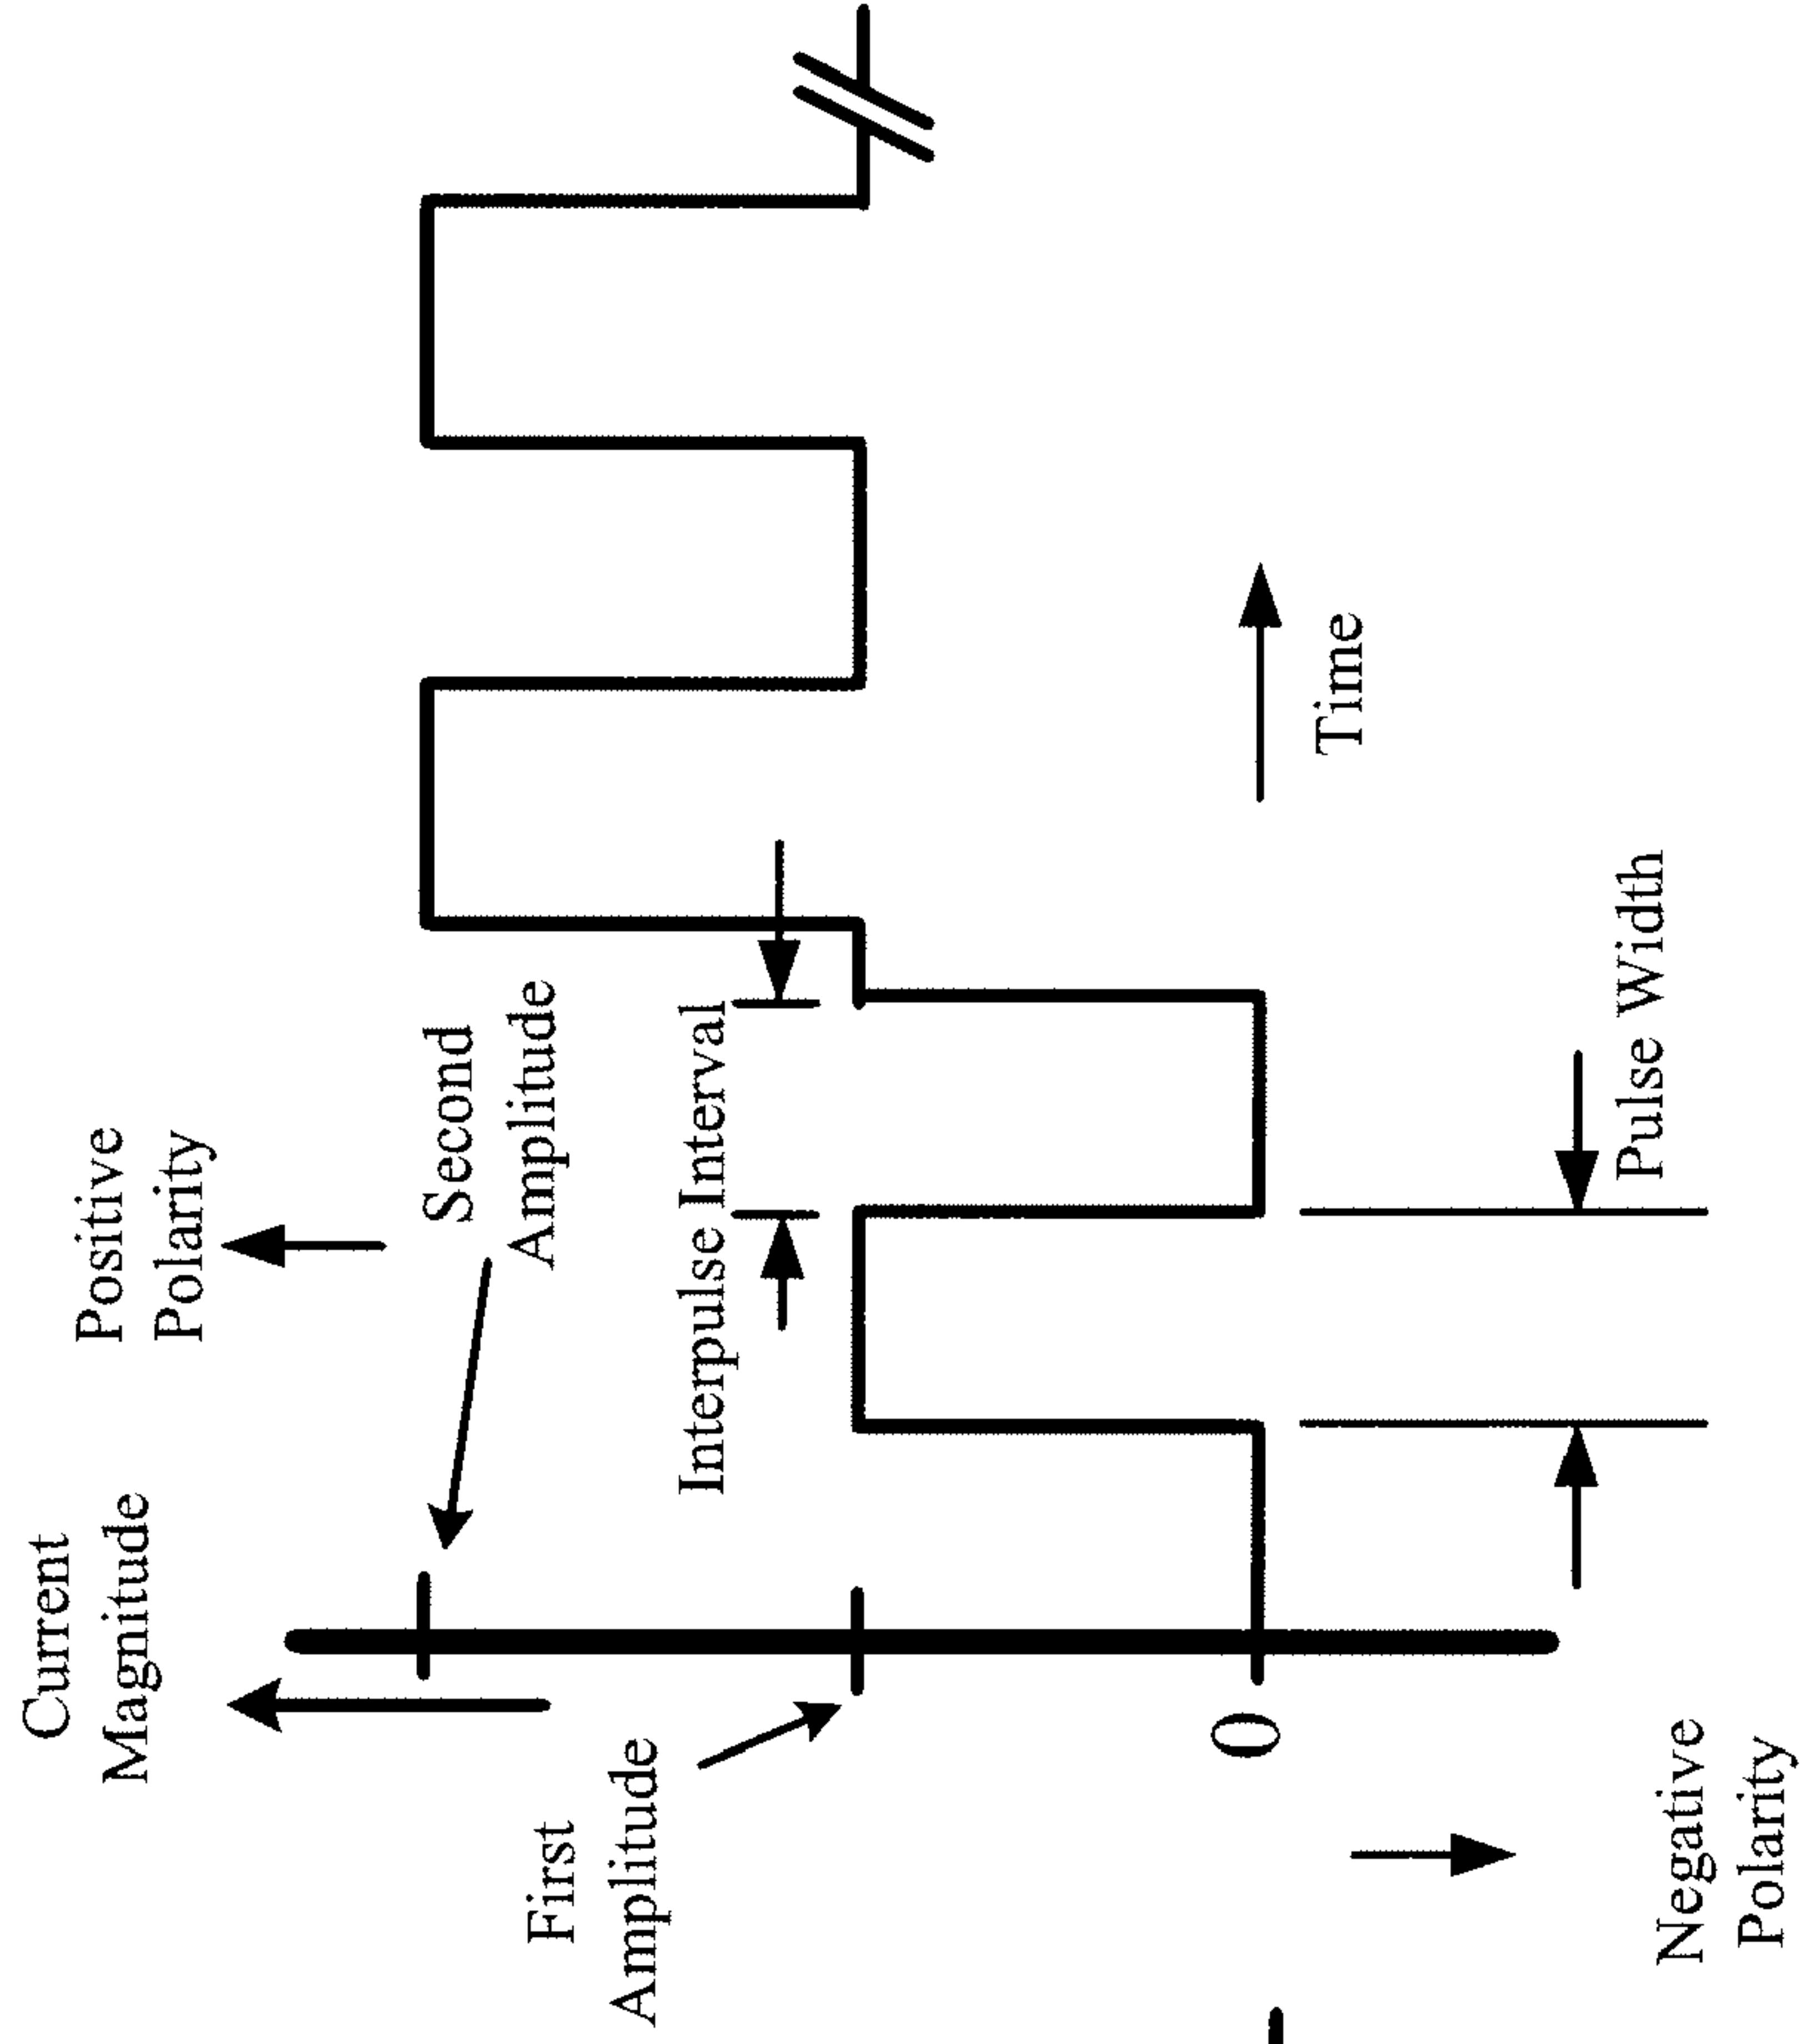 Current
Magnitude
Positive
Polarity
Second
Amplitude
First
Amplitude
Interpulse Interval
0
Time
Pulse Width
Negative
Polarity